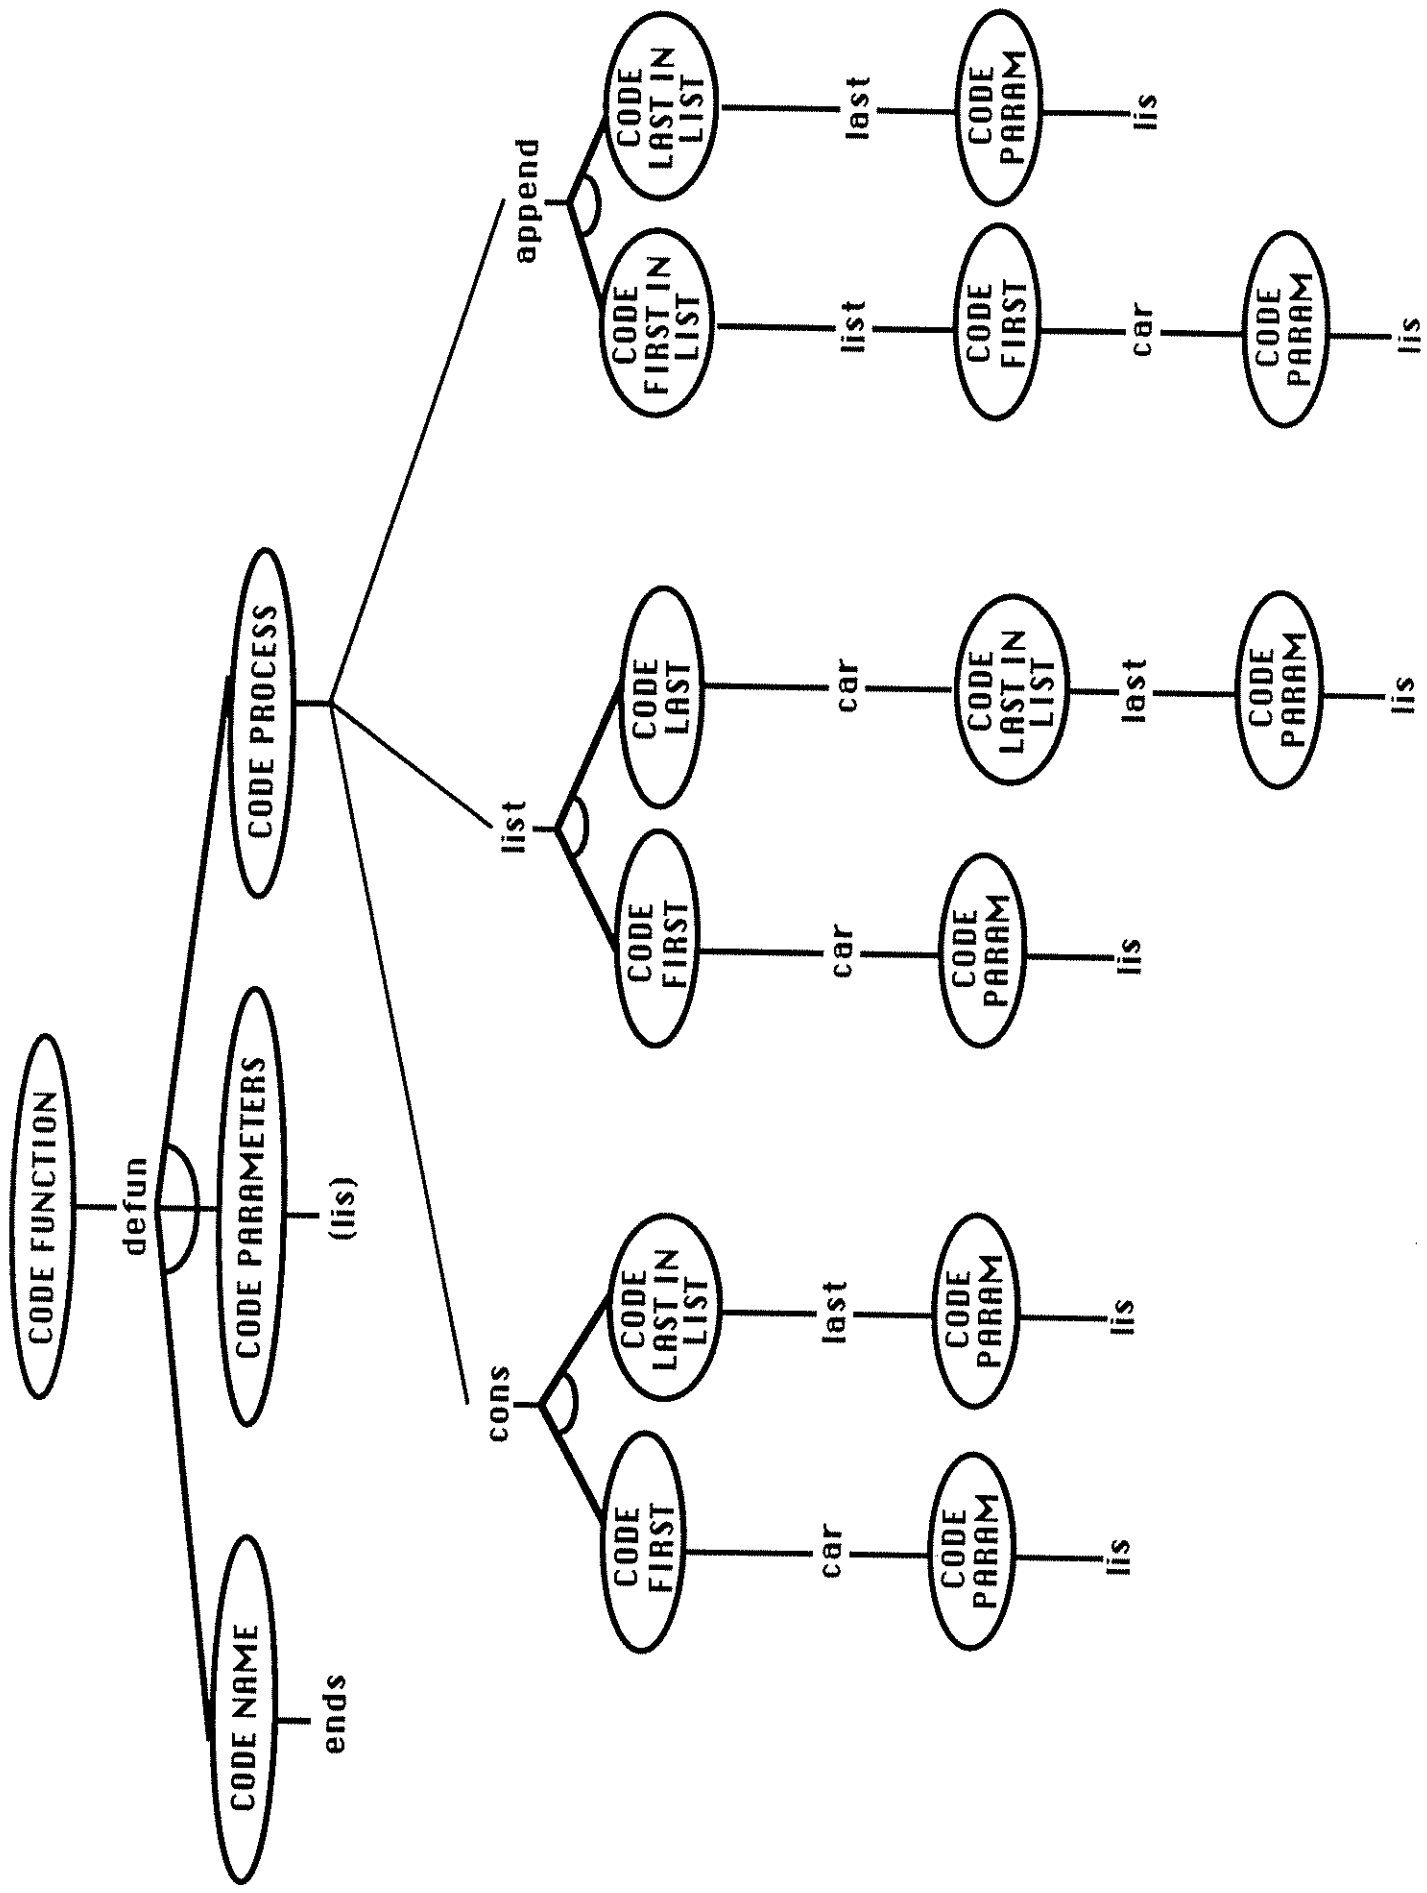 CODE FUNCTION
defun
CODE NAME
CODE PARAMETERS
CODE PROCESS
ends
(lis)
cons
list
append
CODE
FIRST
CODE
LAST IN
LIST
CODE
FIRST
CODE
LAST
CODE
FIRST IN
LIST
CODE
LAST IN
LIST
car
last
car
car
list
last
CODE
PARAM
CODE
PARAM
CODE
PARAM
CODE
LAST IN
LIST
CODE
FIRST
CODE
PARAM
lis
lis
lis
last
car
lis
CODE
PARAM
CODE
PARAM
lis
lis